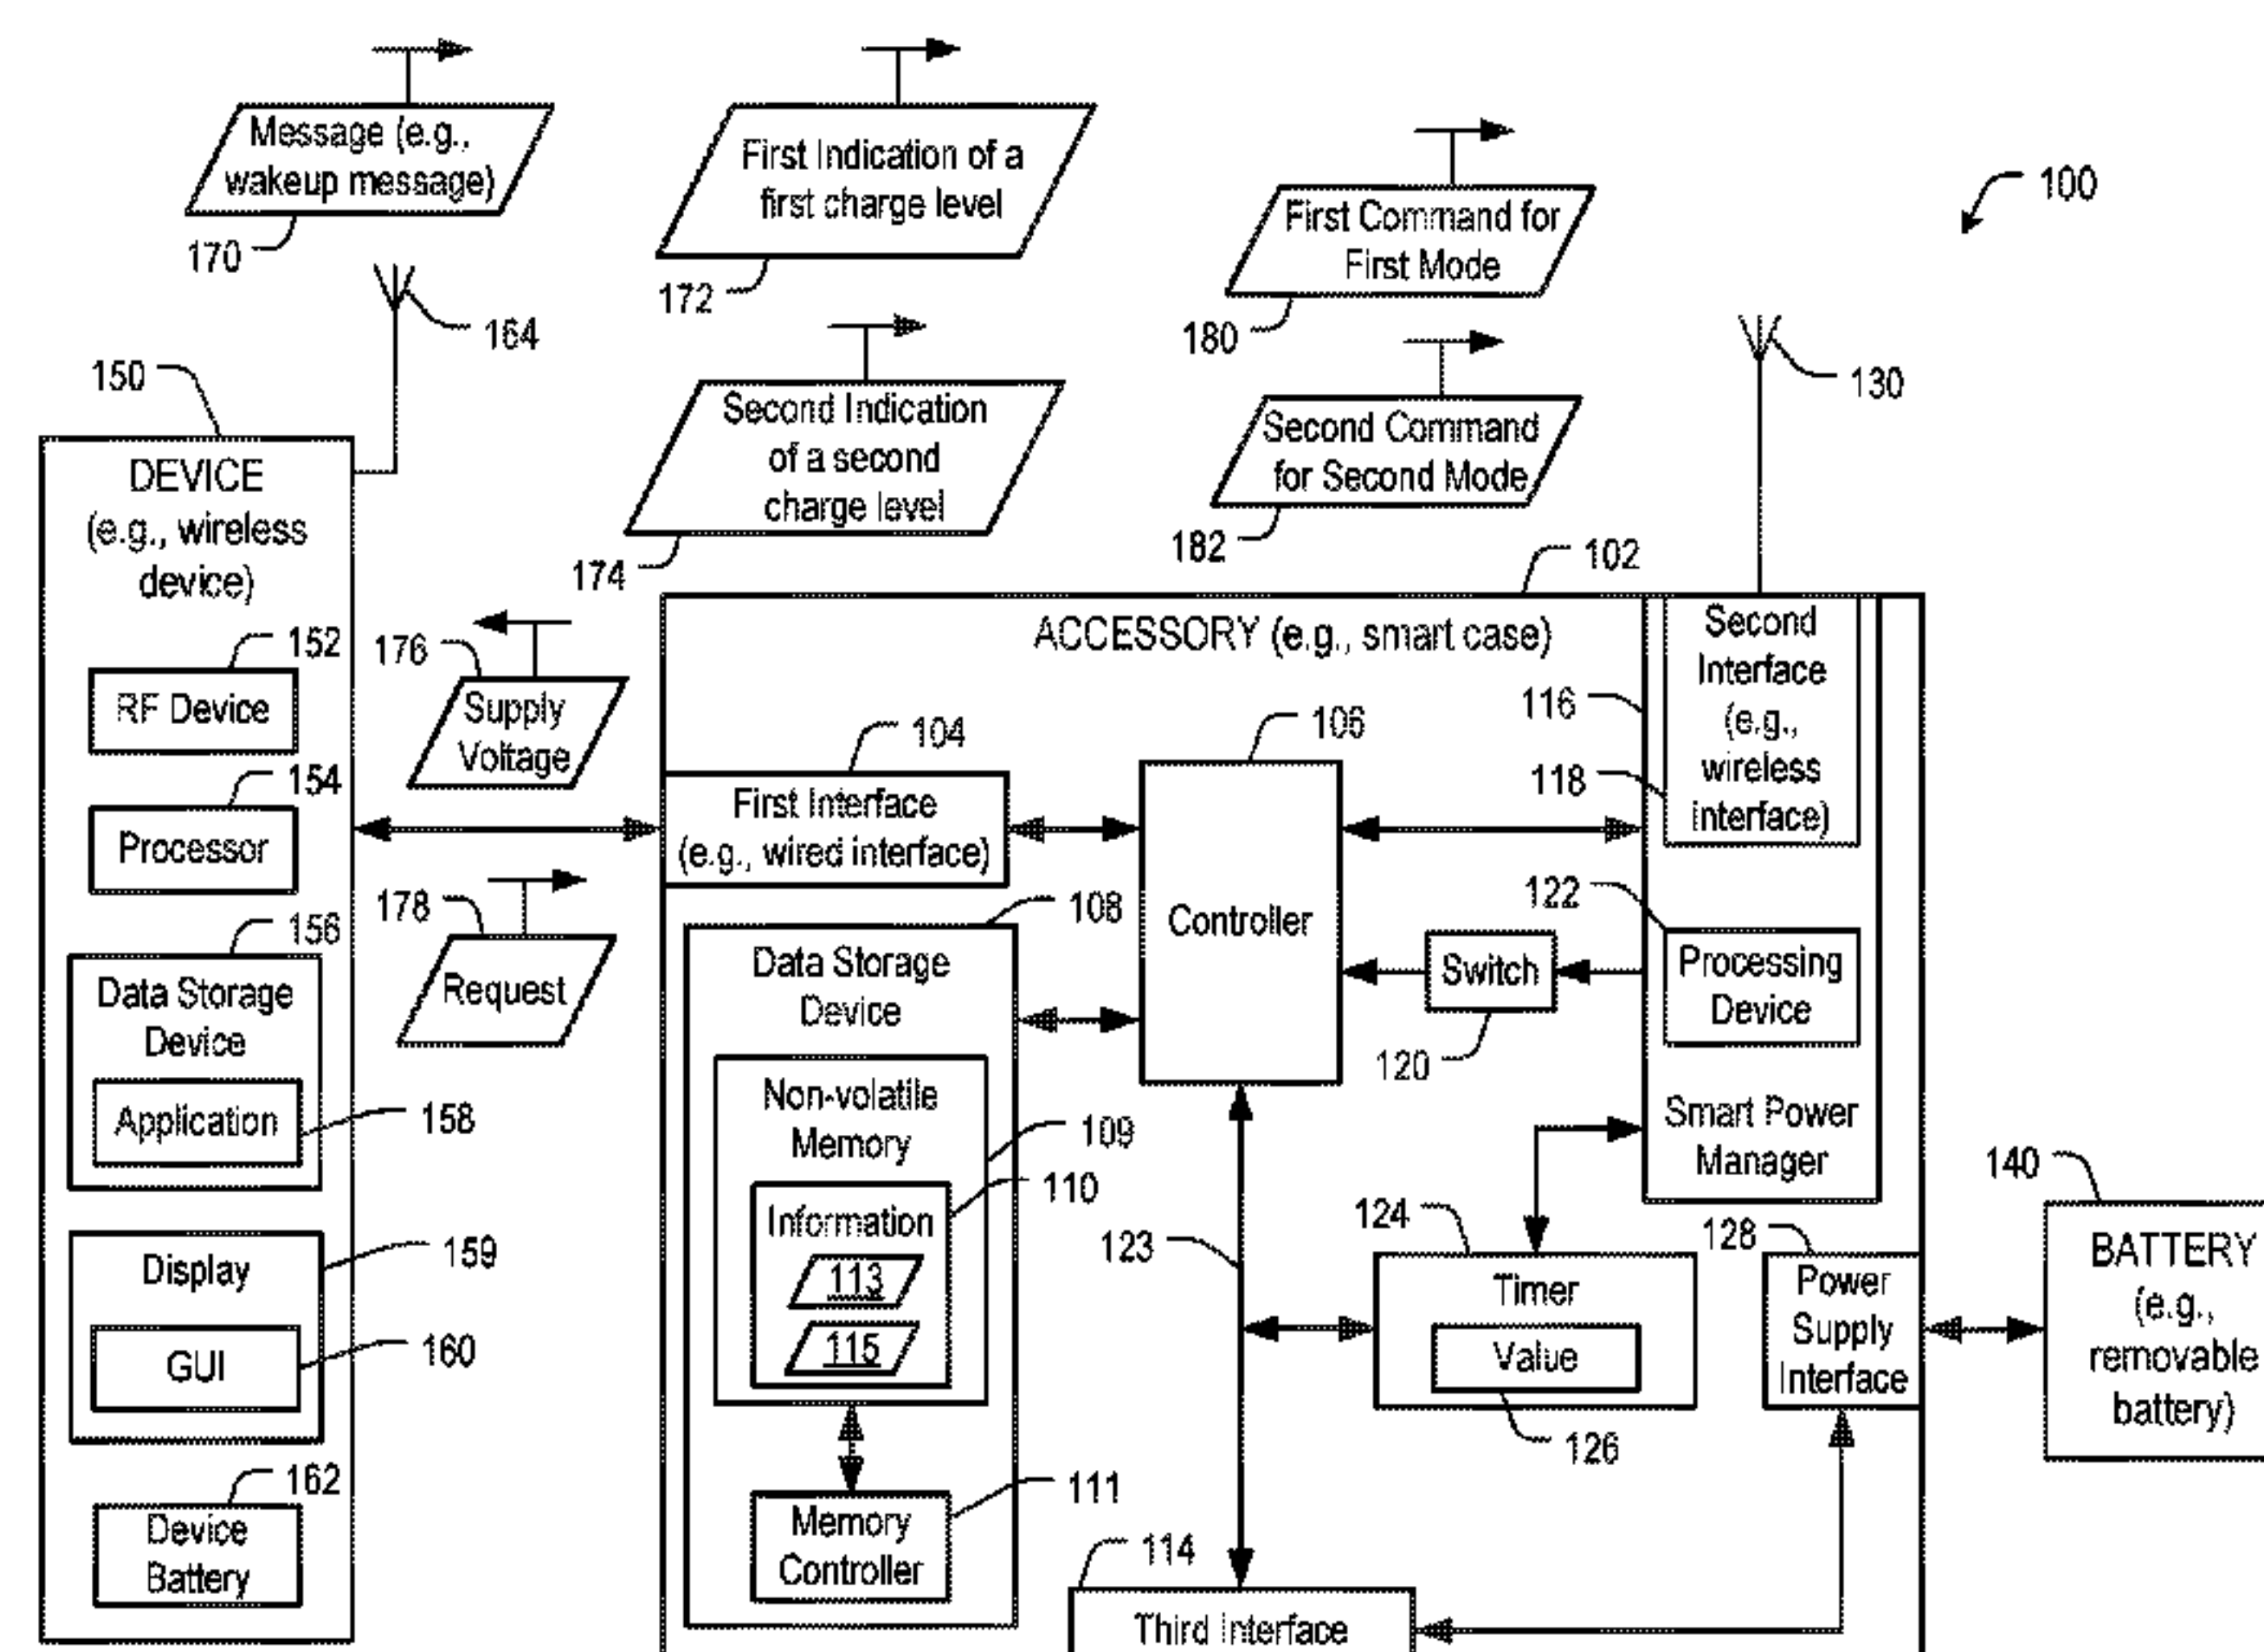 Message (e.g.,
wakeup message)
170
First Indication of a
first charge level
172
First Command for
First Mode
180
100
164
Second Indication
of a second
charge level
174
Second Command
for Second Mode
182
130
150
DEVICE
(e.g., wireless
device)
152
RF Device
154
Processor
156
Data Storage
Device
Application
158
Display
159
GUI
160
162
Device
Battery
176
Supply
Voltage
178
Request
102
ACCESSORY (e.g., smart case)
104
First Interface
(e.g., wired interface)
106
Controller
108
Data Storage
Device
Non-volatile
Memory
109
Information
110
113
115
Memory
Controller
111
116
Second
Interface
(e.g.,
wireless
interface)
118
122
Processing
Device
Switch
120
Smart Power
Manager
123
124
Timer
Value
126
128
Power
Supply
Interface
140
BATTERY
(e.g.,
removable
battery)
114
Third Interface